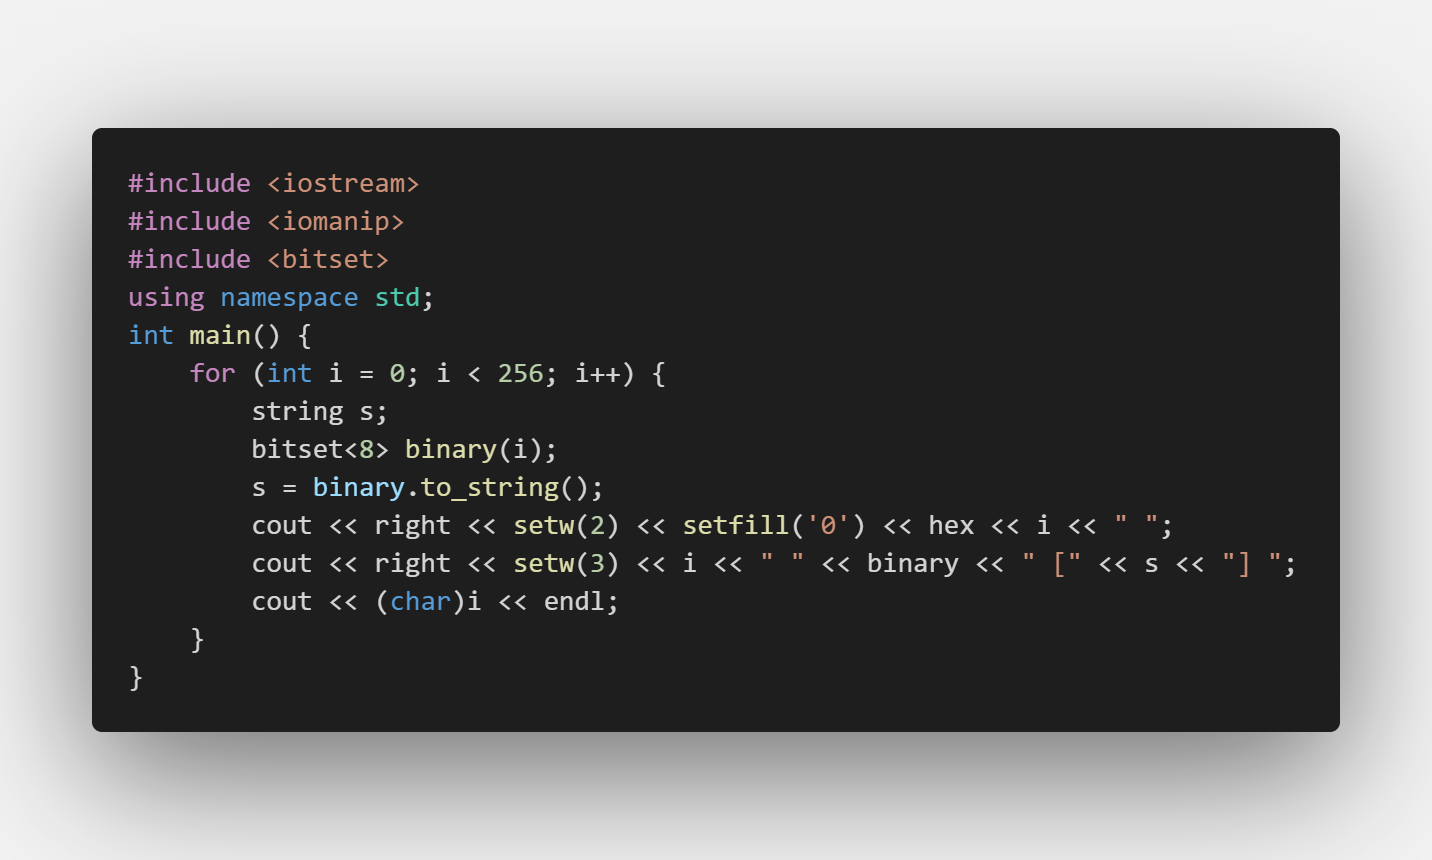 #include <iostream>
#include <iomanip>
#include <bitset>
using namespace std;
int main() {
    for (int i = 0; i < 256; i++) {
        string s;
        bitset<8> binary(i);
        s = binary.to_string();
        cout << right << setw(2) << setfill('0') << hex << i << " ";
        cout << right << setw(3) << i << " " << binary << " [" << s << "] ";
        cout << (char)i << endl;
    }
}